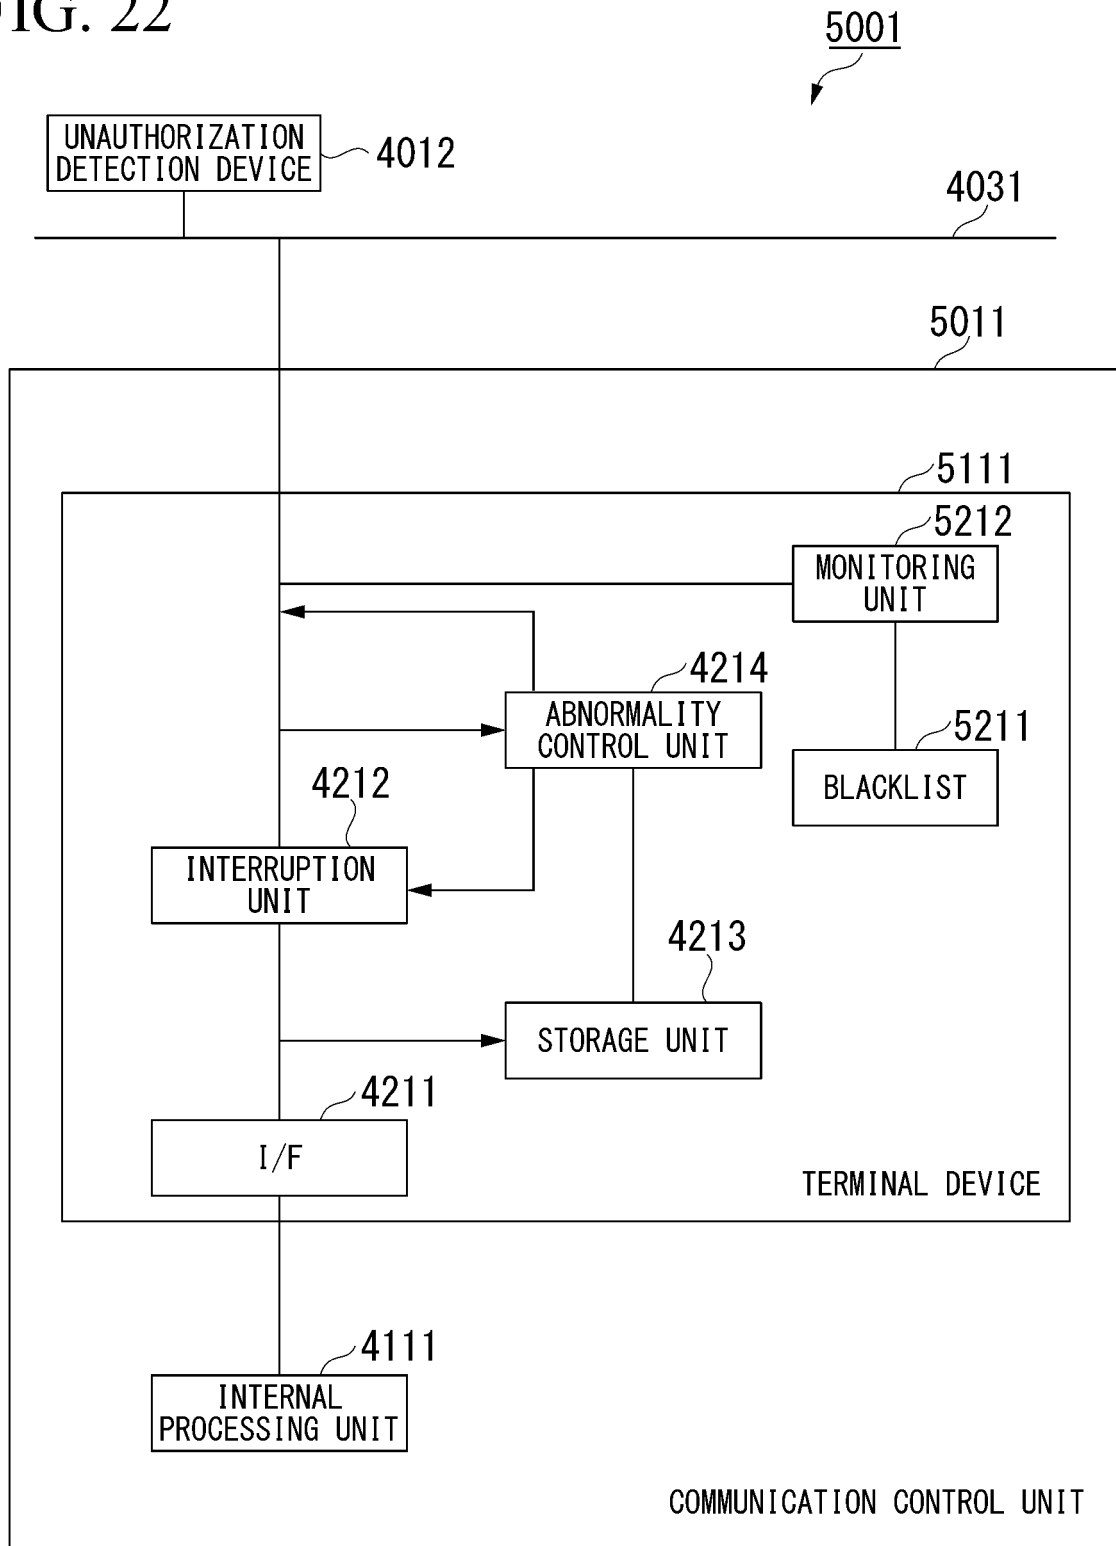 FIG. 22
5001
UNAUTHORIZATION
DETECTION DEVICE
4012
4031
5011
5111
5212
MONITORING
UNIT
4214
ABNORMALITY
CONTROL UNIT
5211
BLACKLIST
4212
INTERRUPTION
UNIT
4213
STORAGE UNIT
4211
I/F
TERMINAL DEVICE
4111
INTERNAL
PROCESSING UNIT
COMMUNICATION CONTROL UNIT